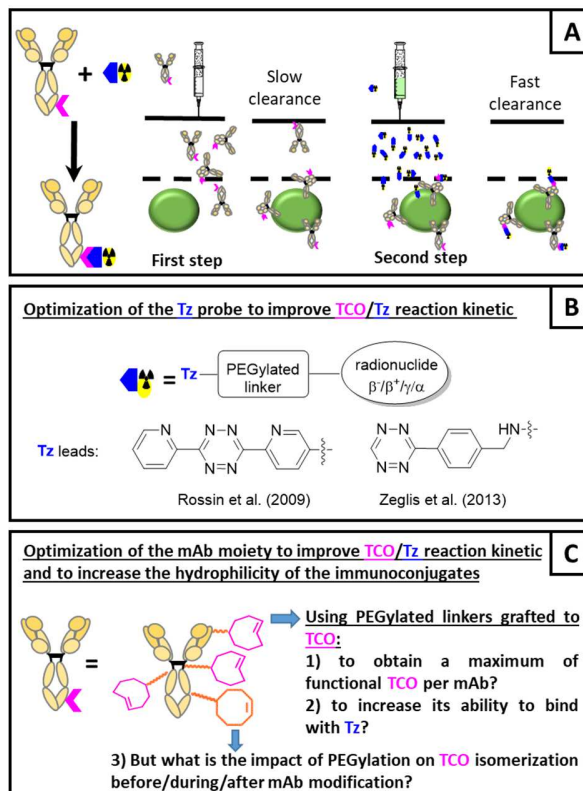 A
+
Slow
clearance
Fast
clearance
First step
Second step
B
Optimization of the Tz probe to improve TCO/Tz reaction kinetic
= Tz
PEGylated
linker
radionuclide
β-/β+/γ/α
Tz leads:
N
N N
N N
N
N N
N N
HN
Rossin et al. (2009)
Zeglis et al. (2013)
C
Optimization of the mAb moiety to improve TCO/Tz reaction kinetic
and to increase the hydrophilicity of the immunoconjugates
=
Using PEGylated linkers grafted to
TCO:
1) to obtain a maximum of
functional TCO per mAb?
2) to increase its ability to bind
with Tz?
3) But what is the impact of PEGylation on TCO isomerization
before/during/after mAb modification?